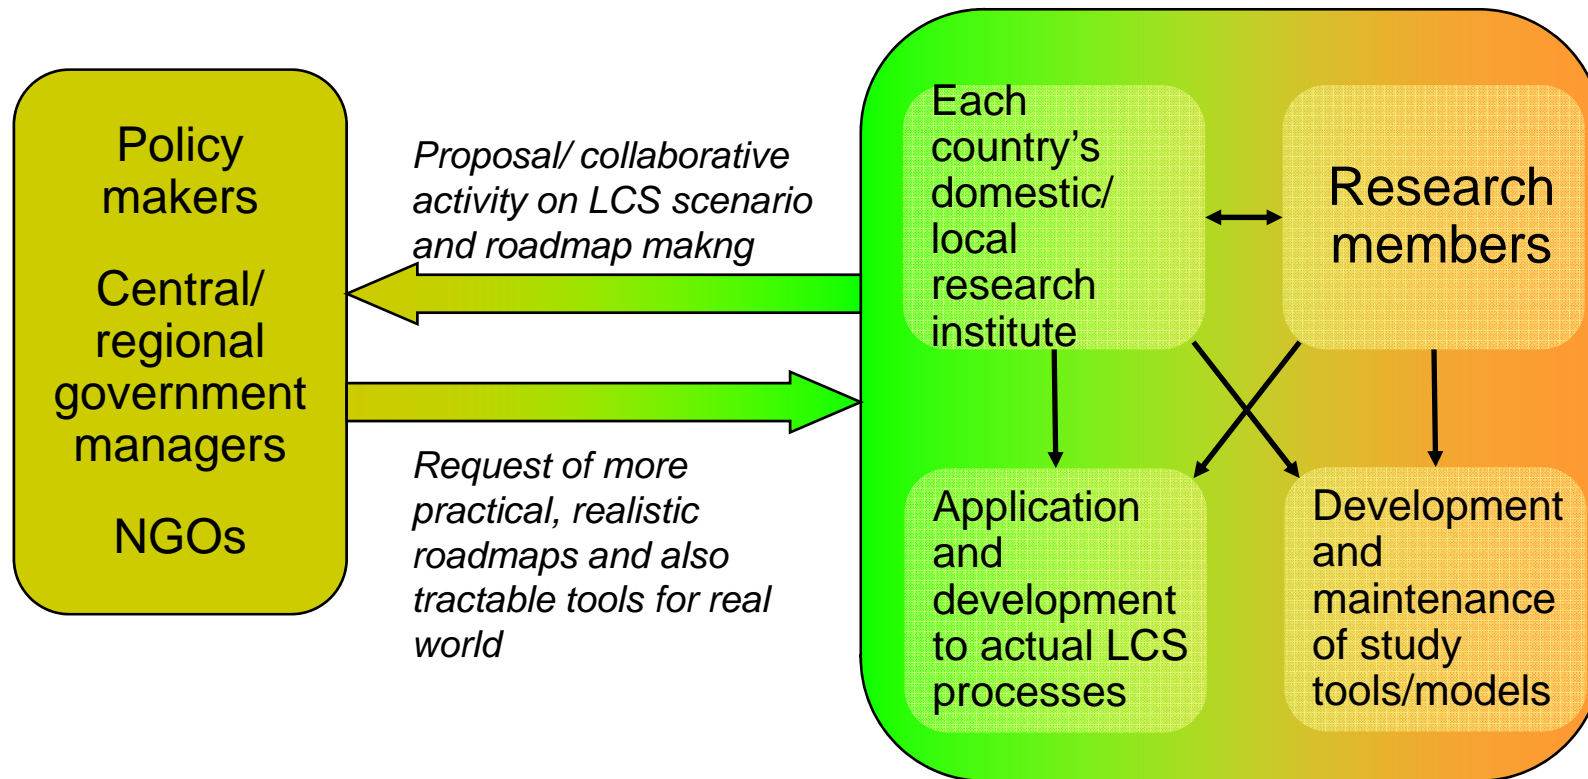 Policy
makers
Central/
regional
government
managers
NGOs
Proposal/ collaborative
activity on LCS scenario
and roadmap makng
Request of more
practical, realistic
roadmaps and also
tractable tools for real
world
Each
country’s
domestic/
local
research
institute
Research
members
Application
and
development
to actual LCS
processes
Development
and
maintenance
of study
tools/models